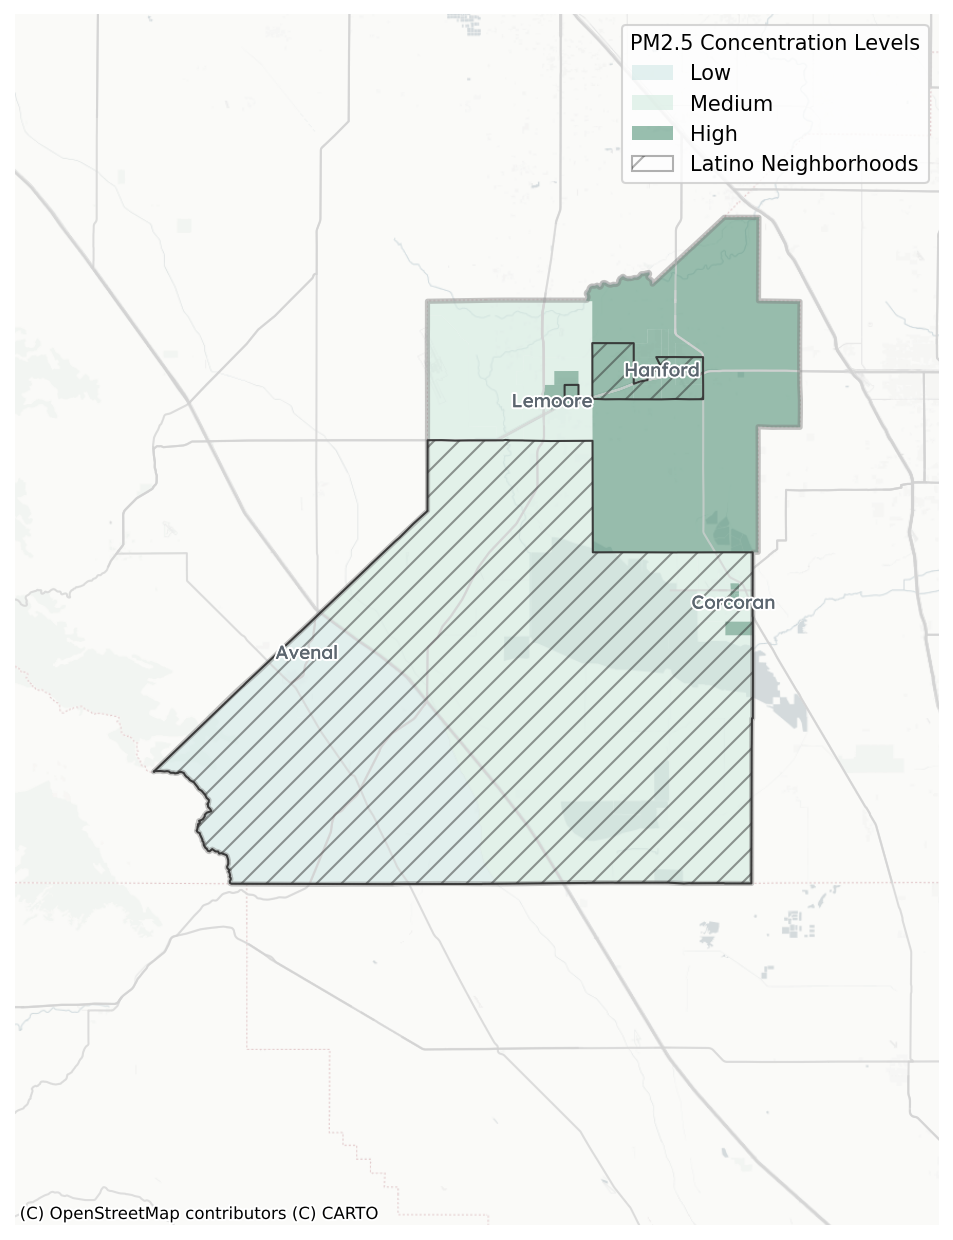 PM2.5 Concentration Levels
Low
Medium
High
Latino Neighborhoods
Hanford
Lemoore
Corcoran
Avenal
(C) OpenStreetMap contributors (C) CARTO